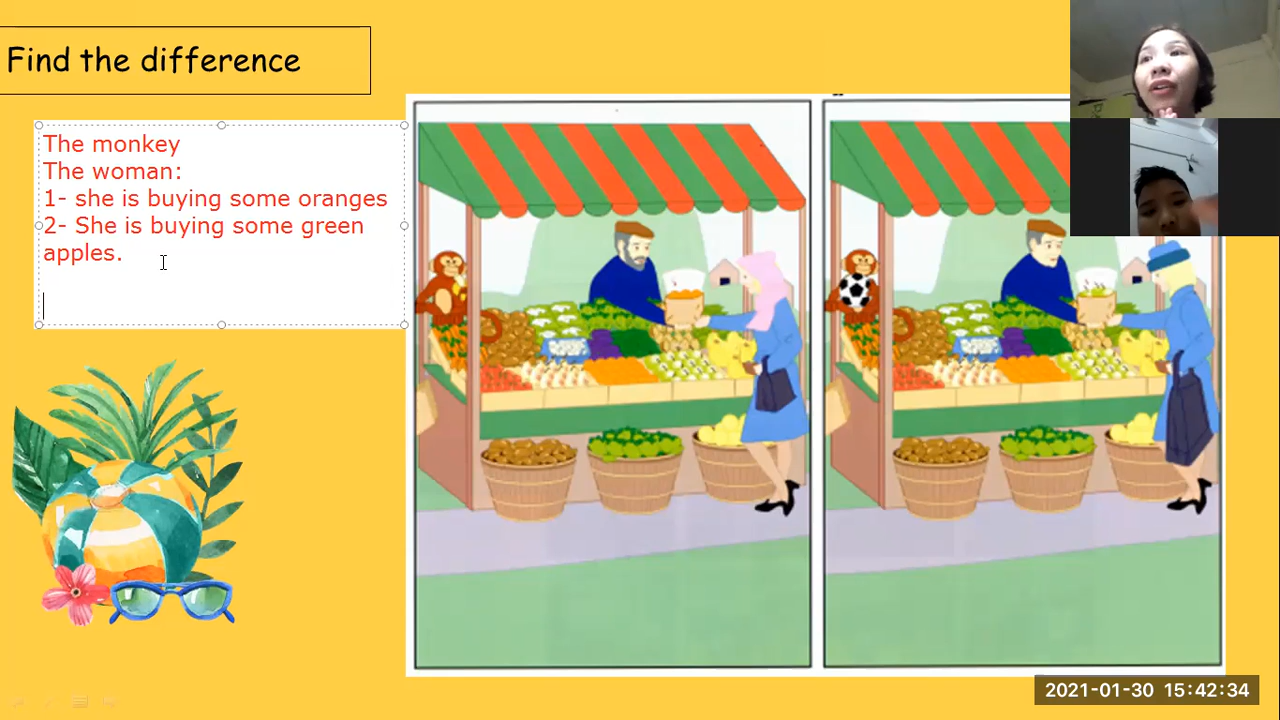 Find the difference
The monkey
The woman:
1- she is buying some oranges
2- She is buying some green
apples.
2021-01-30 15:42:34